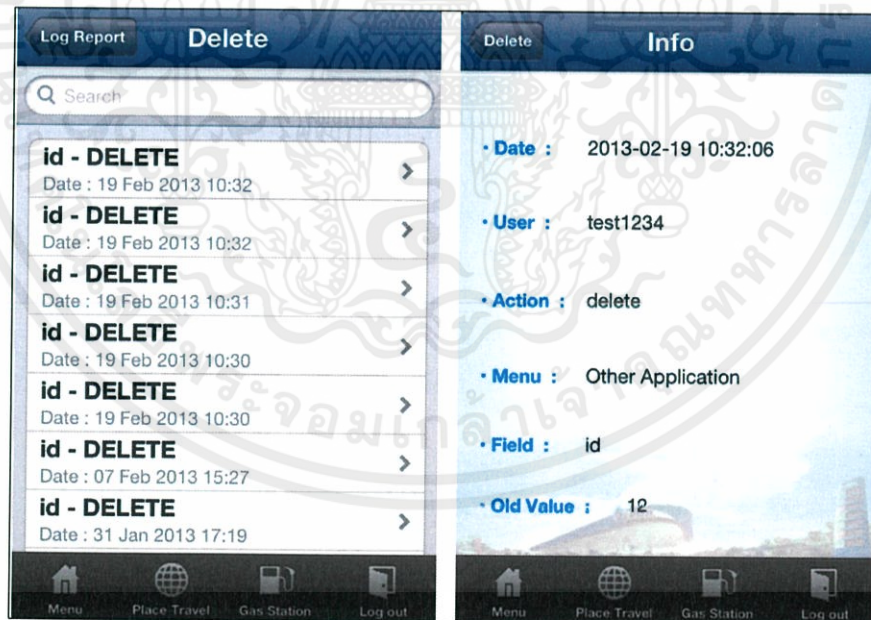 Log Report
Delete
Search
id - DELETE
Date : 19 Feb 2013 10:32
id - DELETE
Date : 19 Feb 2013 10:32
id - DELETE
Date : 19 Feb 2013 10:31
id - DELETE
Date : 19 Feb 2013 10:30
id - DELETE
Date : 19 Feb 2013 10:30
id - DELETE
Date : 07 Feb 2013 15:27
id - DELETE
Date : 31 Jan 2013 17:19
Menu
Place Travel
Gas Station
Log out
Delete
Info
• Date : 2013-02-19 10:32:06
• User : test1234
• Action : delete
• Menu : Other Application
• Field : id
• Old Value : 12
Menu
Place Travel
Gas Station
Log out